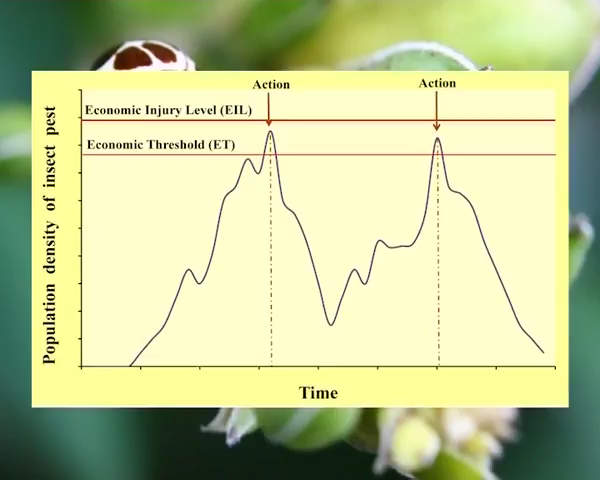 Action
Action
Economic Injury Level (EIL)
Economic Threshold (ET)
Population density of insect pest
Time